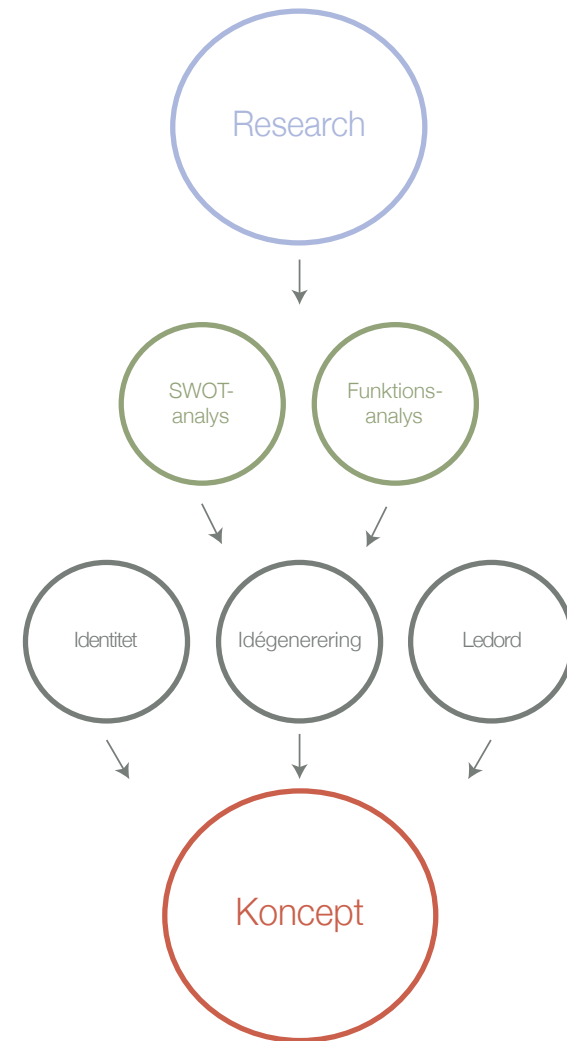 Research
SWOT-
analys
Funktions-
analys
Identitet
Idégenerering
Ledord
Koncept